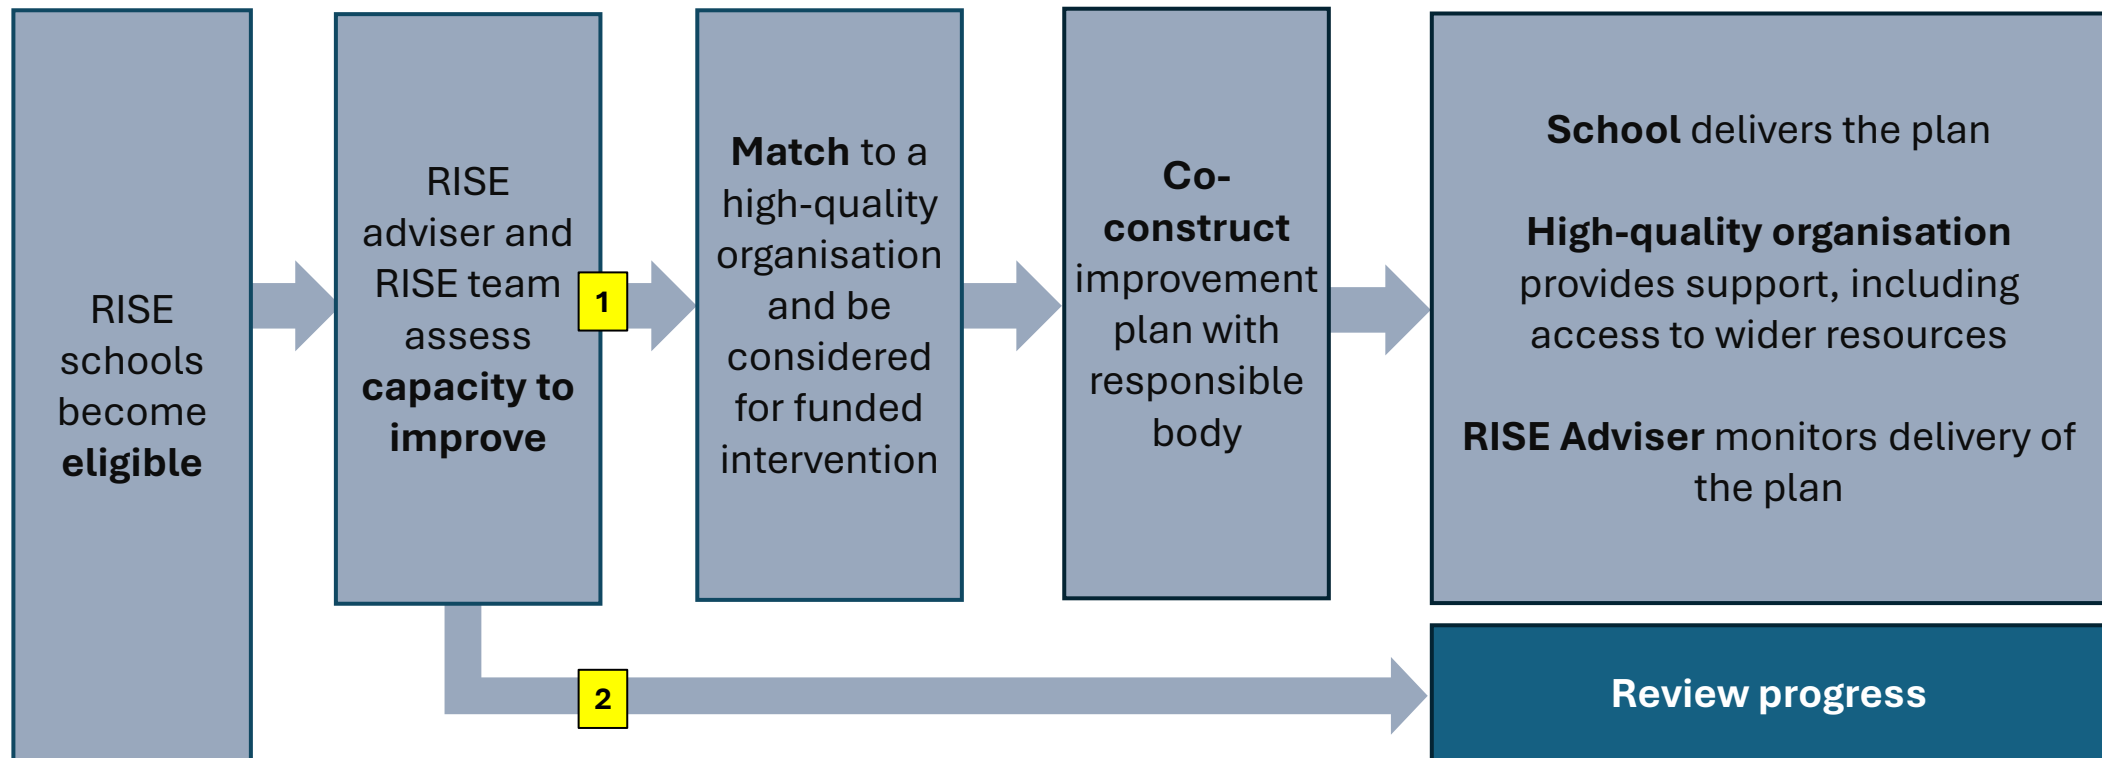 RISE
schools
become
eligible
RISE
adviser and
RISE team
assess
capacity to
improve
1
Match to a
high-quality
organisation
and be
considered
for funded
intervention
Co-
construct
improvement
plan with
responsible
body
School delivers the plan
High-quality organisation
provides support, including
access to wider resources
RISE Adviser monitors delivery of
the plan
2
Review progress